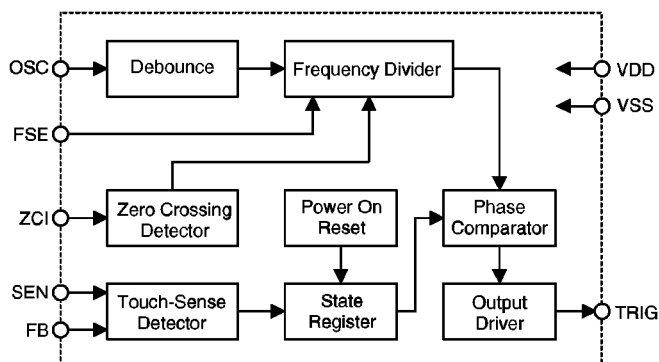 OSC
Debounce
Frequency Divider
VDD
VSS
FSE
ZCI
Zero Crossing
Detector
Power On
Reset
Phase
Comparator
SEN
FB
Touch-Sense
Detector
State
Register
Output
Driver
TRIG